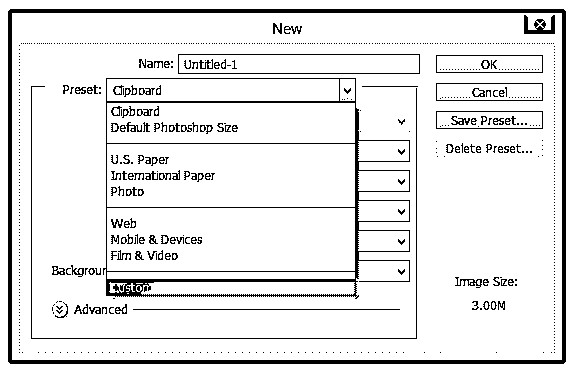 New
Name: Untitled-1
OK
Preset: Clipboard
Cancel
Clipboard
Default Photoshop Size
Save Preset...
Delete Preset...
U.S. Paper
International Paper
Photo
Web
Mobile & Devices
Film & Video
Backgroun
Custom
Image Size:
3.00M
Advanced